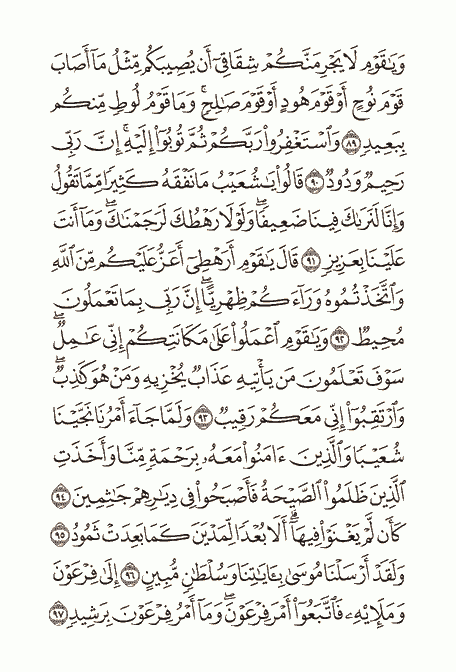 وَيَٰقَوْمِ لَا يَجْرِمَنَّكُمْ شِقَاقِىٓ أَن يُصِيبَكُم مِّثْلُ مَآ أَصَابَ
قَوْمَ نُوحٍ أَوْ قَوْمَ هُودٍ أَوْ قَوْمَ صَٰلِحٍ ۚ وَمَا قَوْمُ لُوطٍ مِّنكُم
بِبَعِيدٍ ٨٩ وَٱسْتَغْفِرُوا۟ رَبَّكُمْ ثُمَّ تُوبُوٓا۟ إِلَيْهِ ۚ إِنَّ رَبِّى
رَحِيمٌ وَدُودٌ ٩٠ قَالُوا۟ يَٰشُعَيْبُ مَا نَفْقَهُ كَثِيرًا مِّمَّا تَقُولُ
وَإِنَّا لَنَرَىٰكَ فِينَا ضَعِيفًا ۖ وَلَوْلَا رَهْطُكَ لَرَجَمْنَٰكَ ۖ وَمَآ أَنتَ
عَلَيْنَا بِعَزِيزٍ ٩١ قَالَ يَٰقَوْمِ أَرَهْطِىٓ أَعَزُّ عَلَيْكُم مِّنَ ٱللَّهِ
وَٱتَّخَذْتُمُوهُ وَرَآءَكُمْ ظِهْرِيًّا ۖ إِنَّ رَبِّى بِمَا تَعْمَلُونَ
مُحِيطٌ ٩٢ وَيَٰقَوْمِ ٱعْمَلُوا۟ عَلَىٰ مَكَانَتِكُمْ إِنِّى عَٰمِلٌ ۖ
سَوْفَ تَعْلَمُونَ مَن يَأْتِيهِ عَذَابٌ يُخْزِيهِ وَمَنْ هُوَ كَٰذِبٌ ۖ
وَٱرْتَقِبُوٓا۟ إِنِّى مَعَكُمْ رَقِيبٌ ٩٣ وَلَمَّا جَآءَ أَمْرُنَا نَجَّيْنَا
شُعَيْبًا وَٱلَّذِينَ ءَامَنُوا۟ مَعَهُۥ بِرَحْمَةٍ مِّنَّا وَأَخَذَتِ
ٱلَّذِينَ ظَلَمُوا۟ ٱلصَّيْحَةُ فَأَصْبَحُوا۟ فِى دِيَٰرِهِمْ جَٰثِمِينَ ٩٤
كَأَن لَّمْ يَغْنَوْا۟ فِيهَآ ۗ أَلَا بُعْدًا لِّمَدْيَنَ كَمَا بَعِدَتْ ثَمُودُ ٩٥
وَلَقَدْ أَرْسَلْنَا مُوسَىٰ بِـَٔايَٰتِنَا وَسُلْطَٰنٍ مُّبِينٍ ٩٦ إِلَىٰ فِرْعَوْنَ
وَمَلَإِي۟هِۦ فَٱتَّبَعُوٓا۟ أَمْرَ فِرْعَوْنَ ۖ وَمَآ أَمْرُ فِرْعَوْنَ بِرَشِيدٍ ٩٧